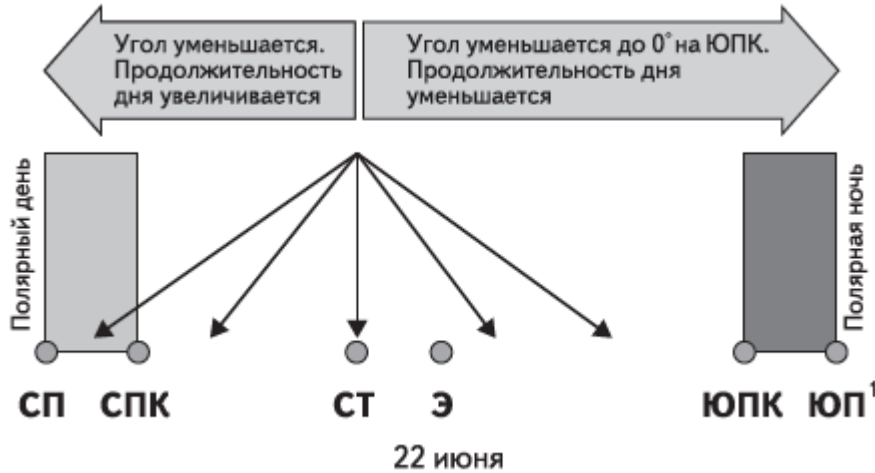 Угол уменьшается.
Продолжительность
дня увеличивается
Угол уменьшается до 0° на ЮПК.
Продолжительность дня
уменьшается
Полярный день
Полярная ночь
СП СПК СТ Э ЮПК ЮП¹
22 июня